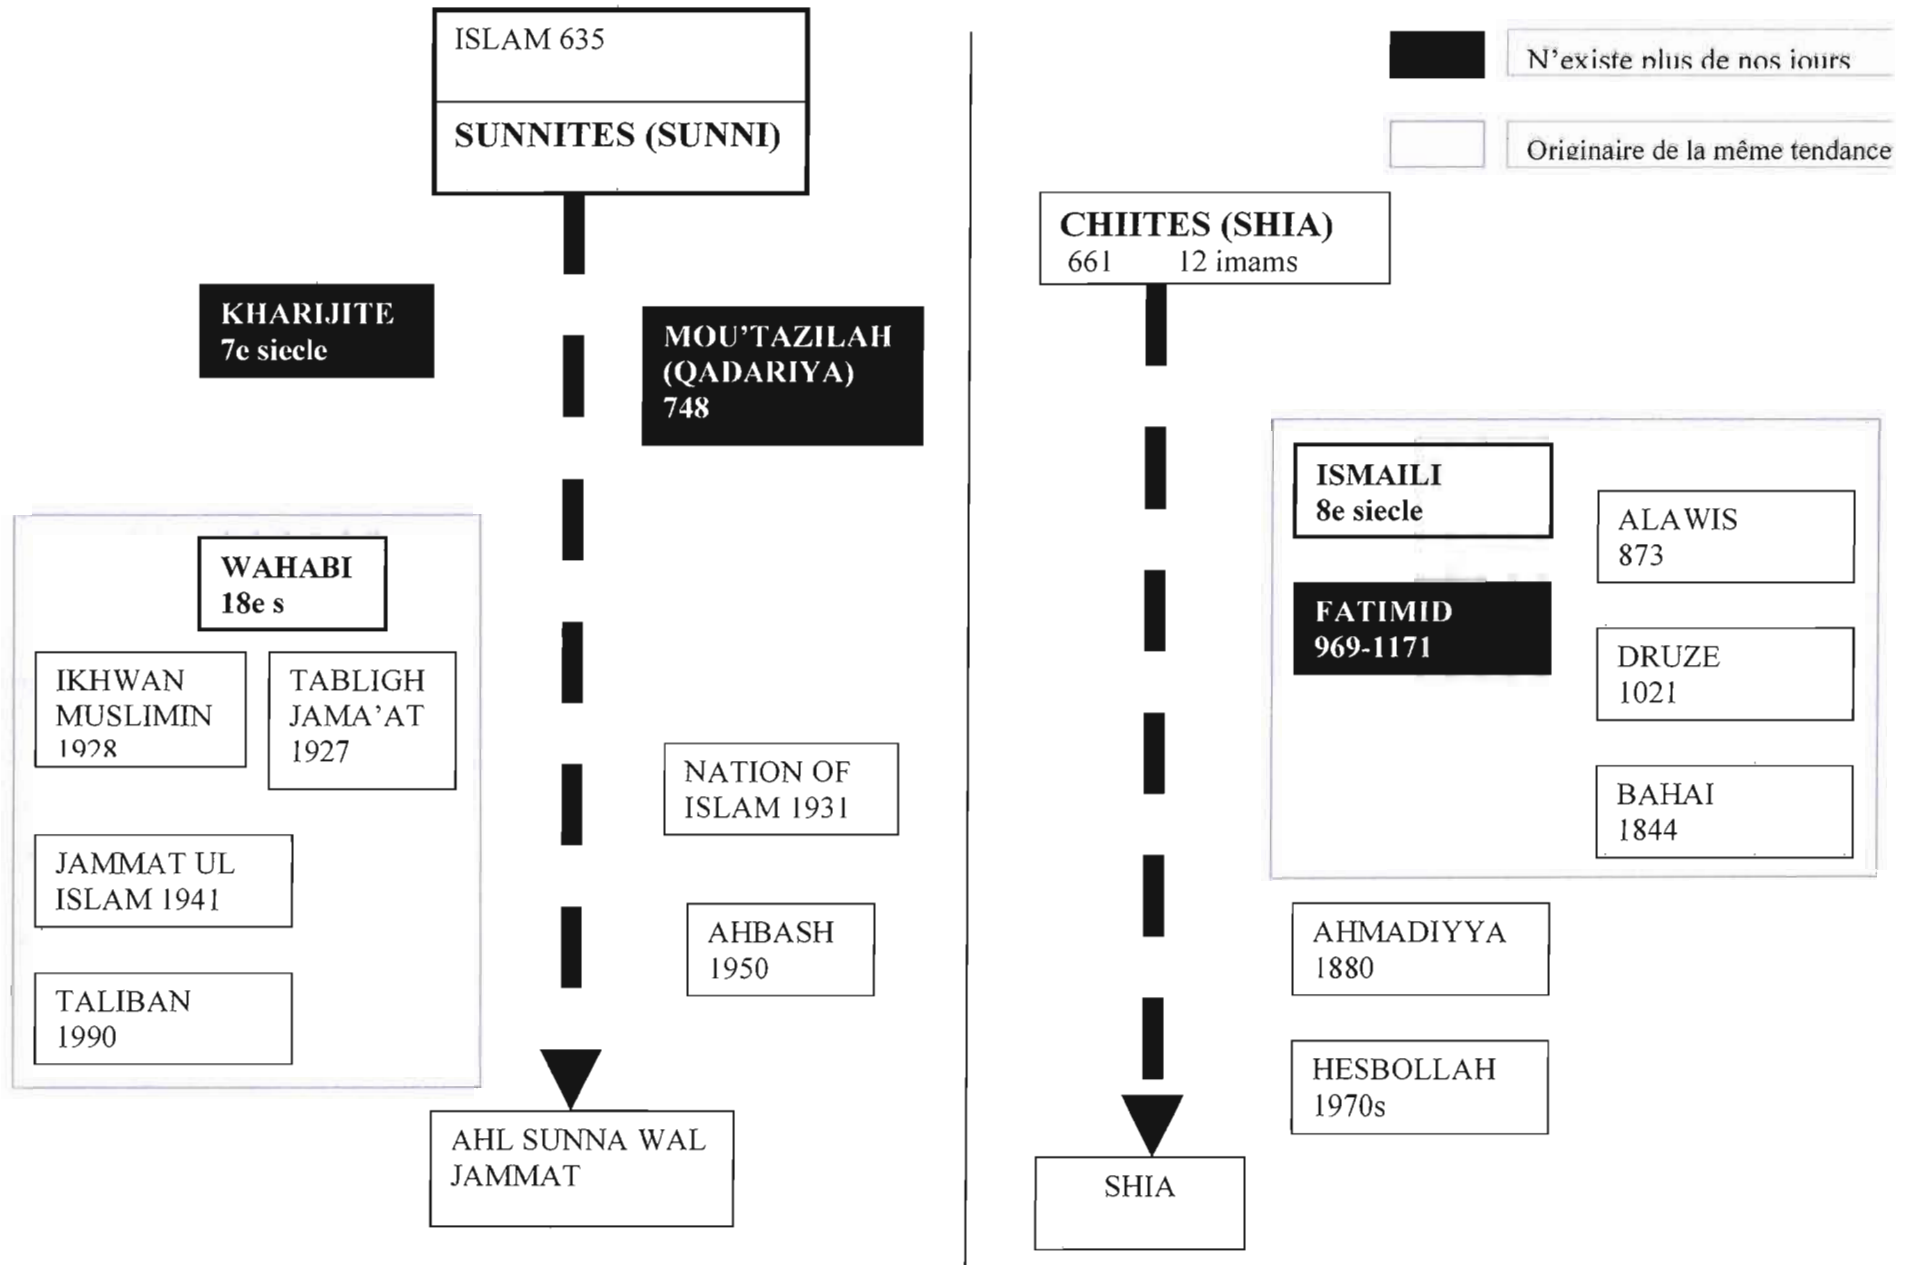 ISLAM 635
SUNNITES (SUNNI)
N'existe plus de nos jours
Originaire de la même tendance
CHIITES (SHIA)
661 12 imams
KHARIJITE
7e siecle
MOU'TAZILAH
(QADARIYA)
748
WAHABI
18e s
IKHWAN
MUSLIMIN
1928
TABLIGH
JAMA'AT
1927
JAMMAT UL
ISLAM 1941
TALIBAN
1990
NATION OF
ISLAM 1931
AHBASH
1950
AHL SUNNA WAL
JAMMAT
ISMAILI
8e siecle
FATIMID
969-1171
ALAWIS
873
DRUZE
1021
BAHAI
1844
AHMADIYYA
1880
HESBOLLAH
1970s
SHIA